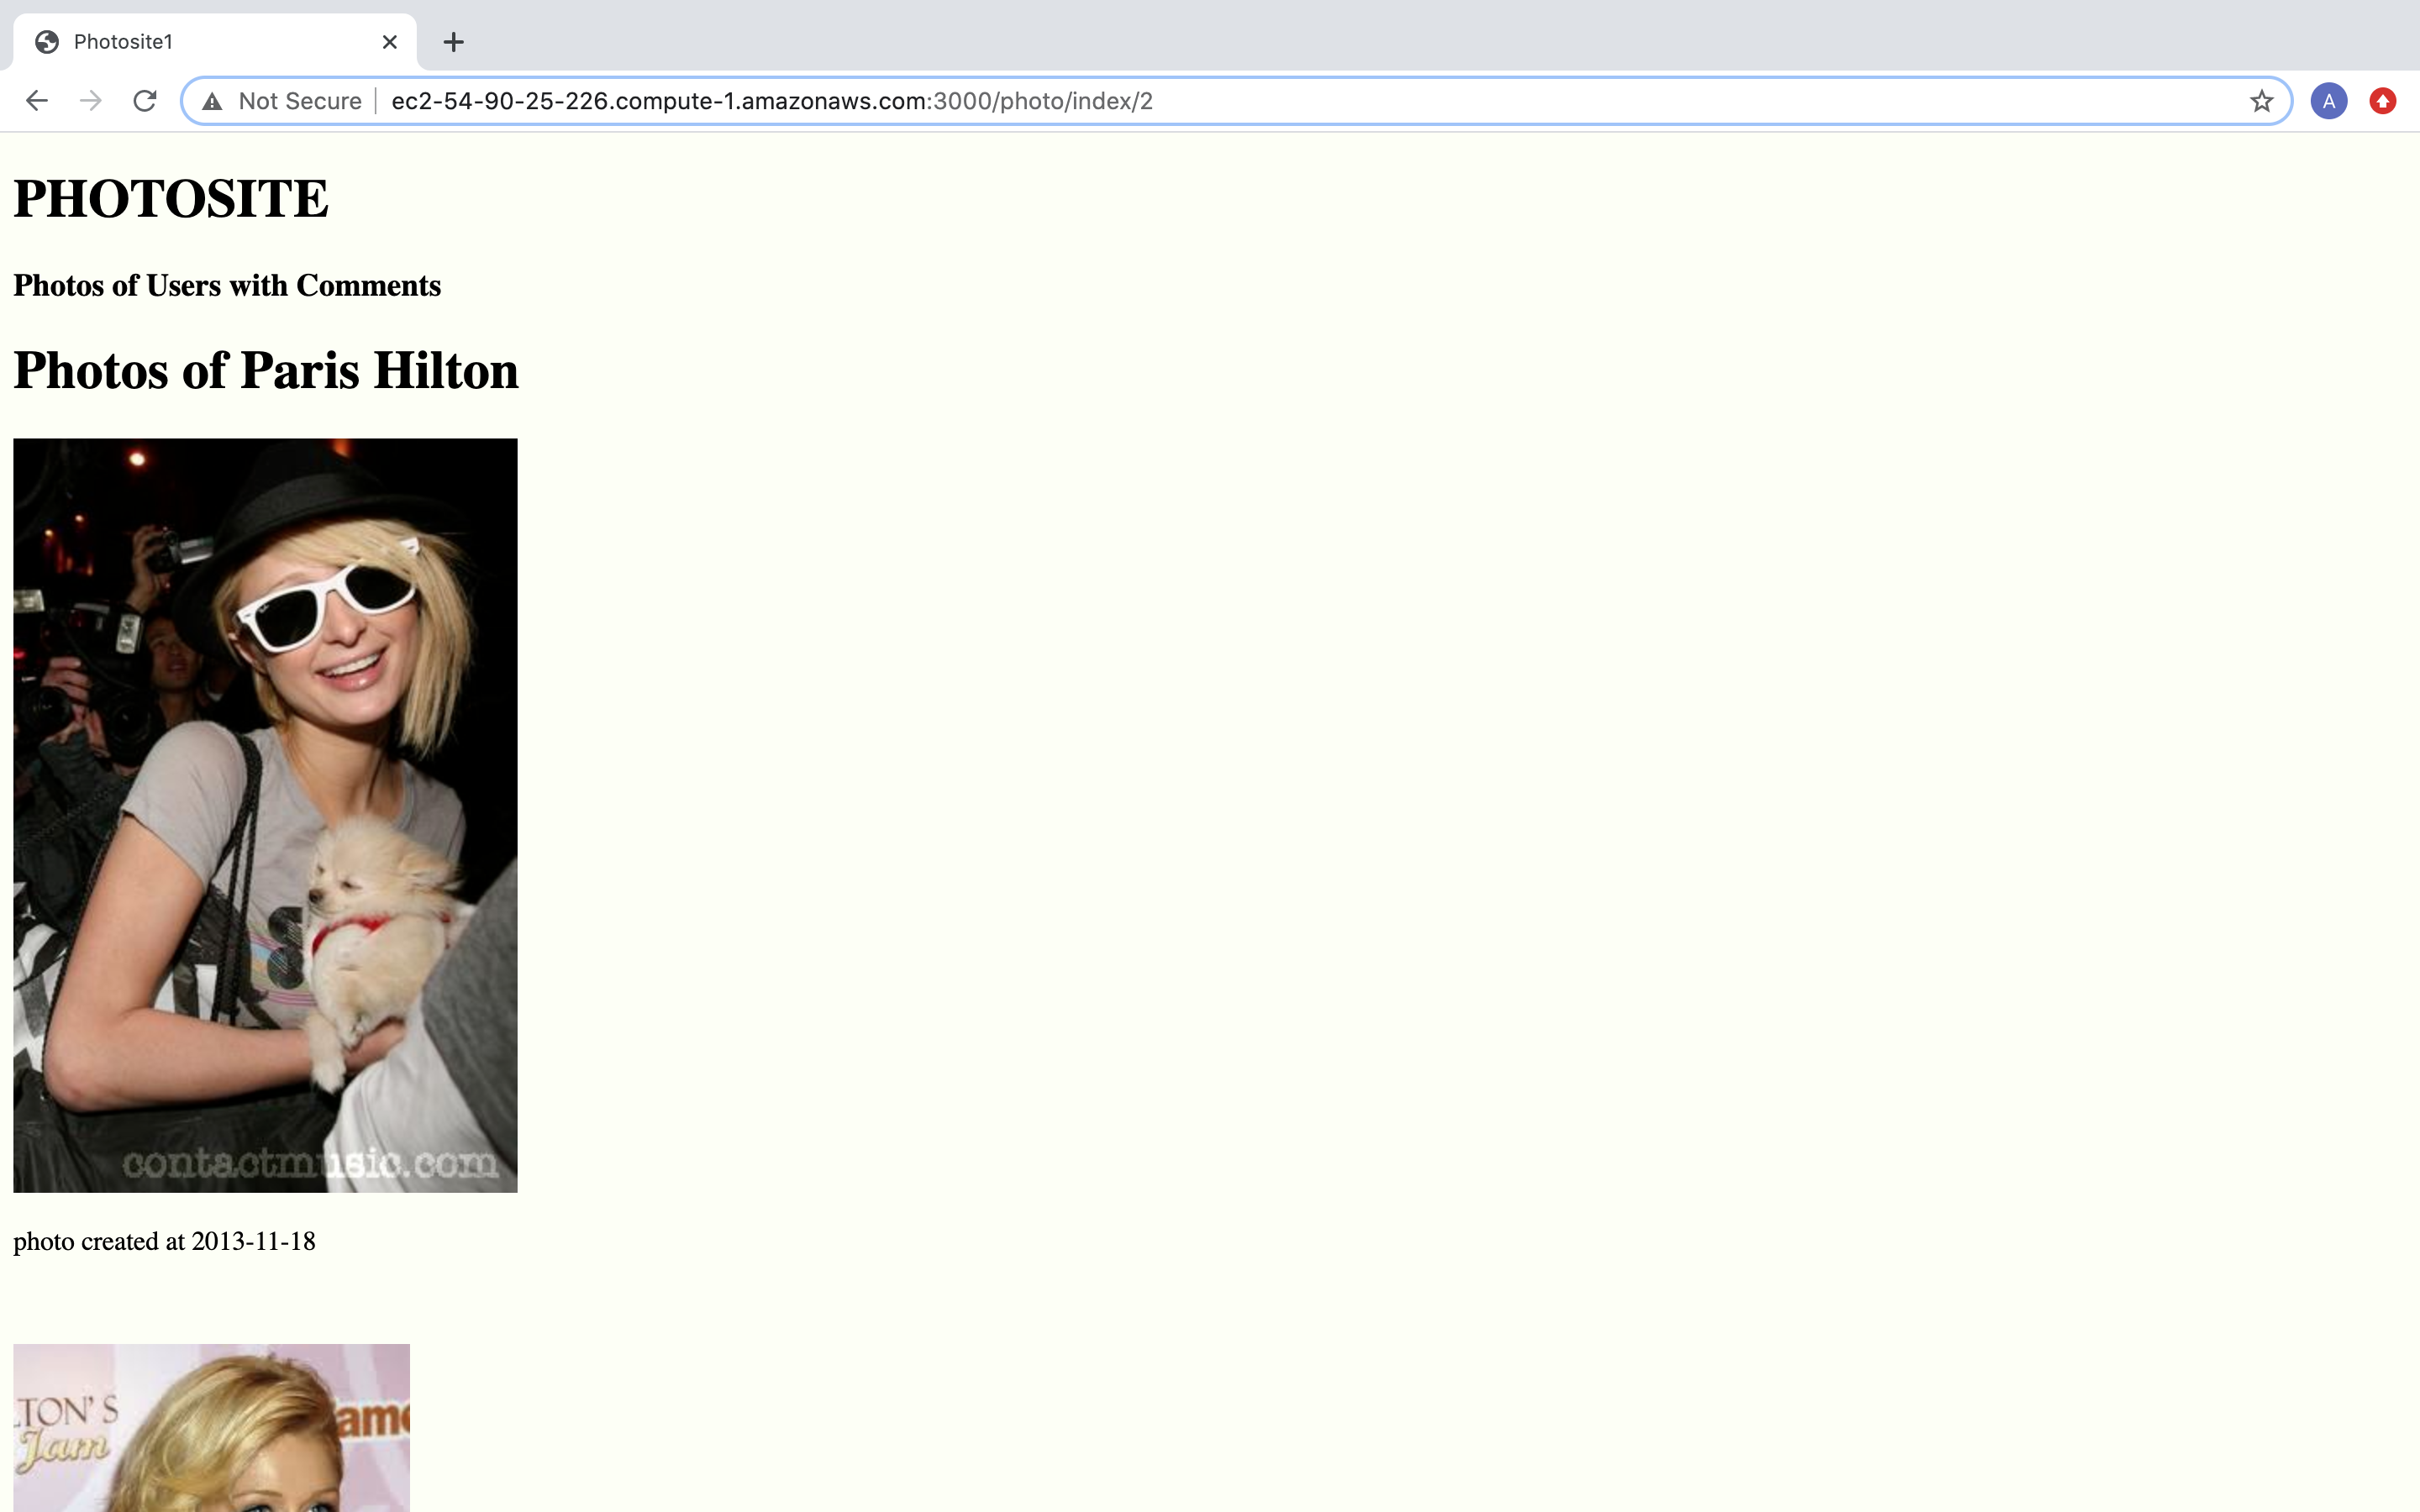 Photosite1
Not Secure
ec2-54-90-25-226.compute-1.amazonaws.com:3000/photo/index/2
A
PHOTOSITE
Photos of Users with Comments
Photos of Paris Hilton
contactmusic.com
photo created at 2013-11-18
TON'S
Jam
ame